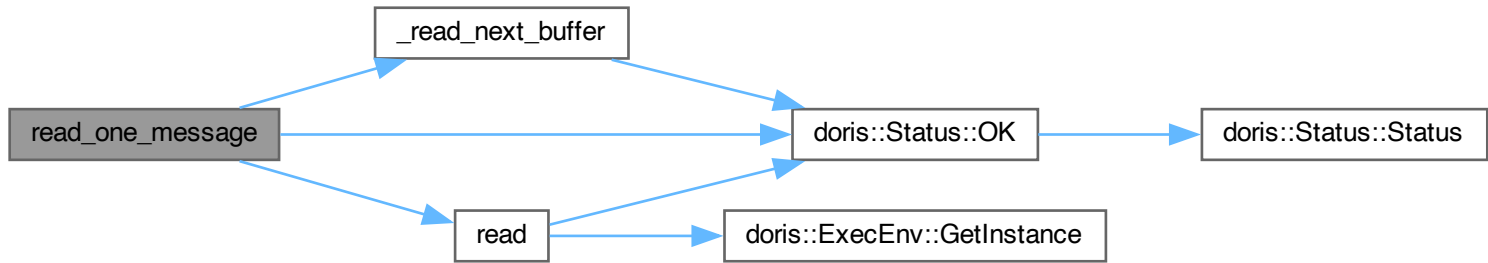 _read_next_buffer
read_one_message
doris::Status::OK
doris::Status::Status
read
doris::ExecEnv::GetInstance